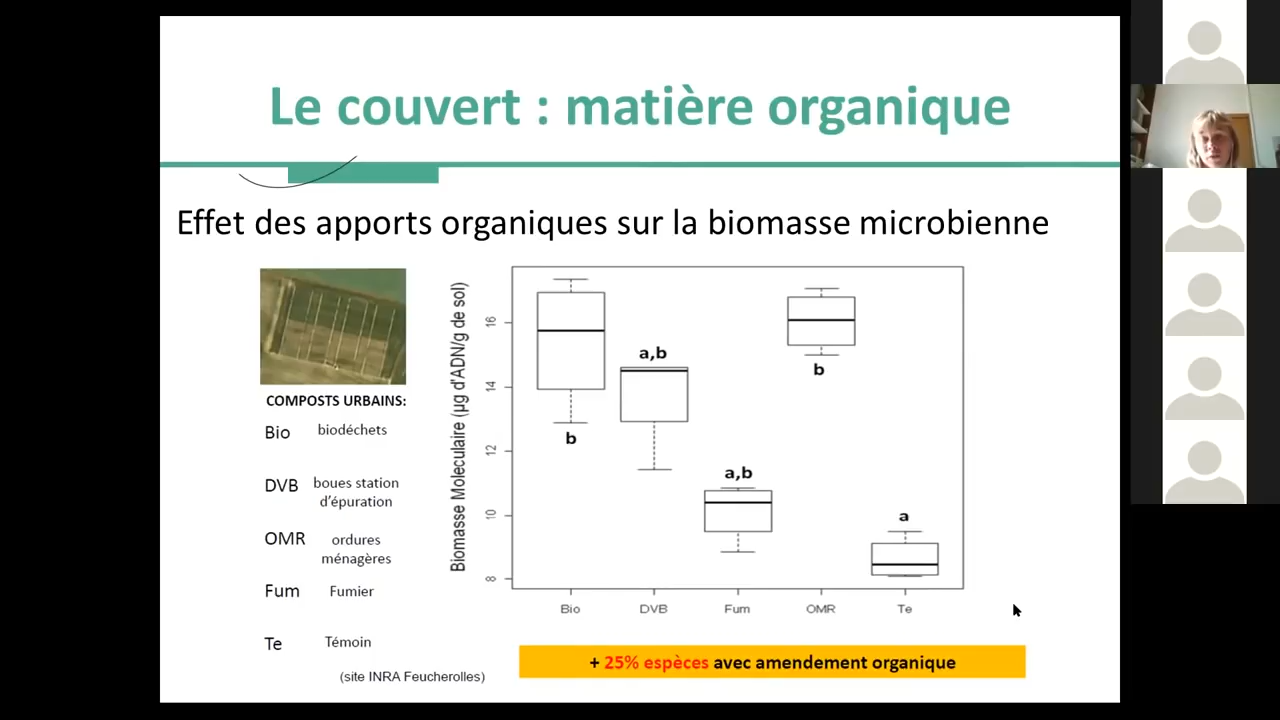 Le couvert : matière organique
Effet des apports organiques sur la biomasse microbienne
COMPOSTS URBAINS:
Bio biodéchets
DVB boues station
d'épuration
OMR ordures
ménagères
Fum Fumier
Te Témoin
(site INRA Feucherolles)
Biomasse Moleculaire (µg d'ADN/g de sol)
16
14
12
10
8
b
a,b
a,b
b
a
Bio DVB Fum OMR Te
+ 25% espèces avec amendement organique